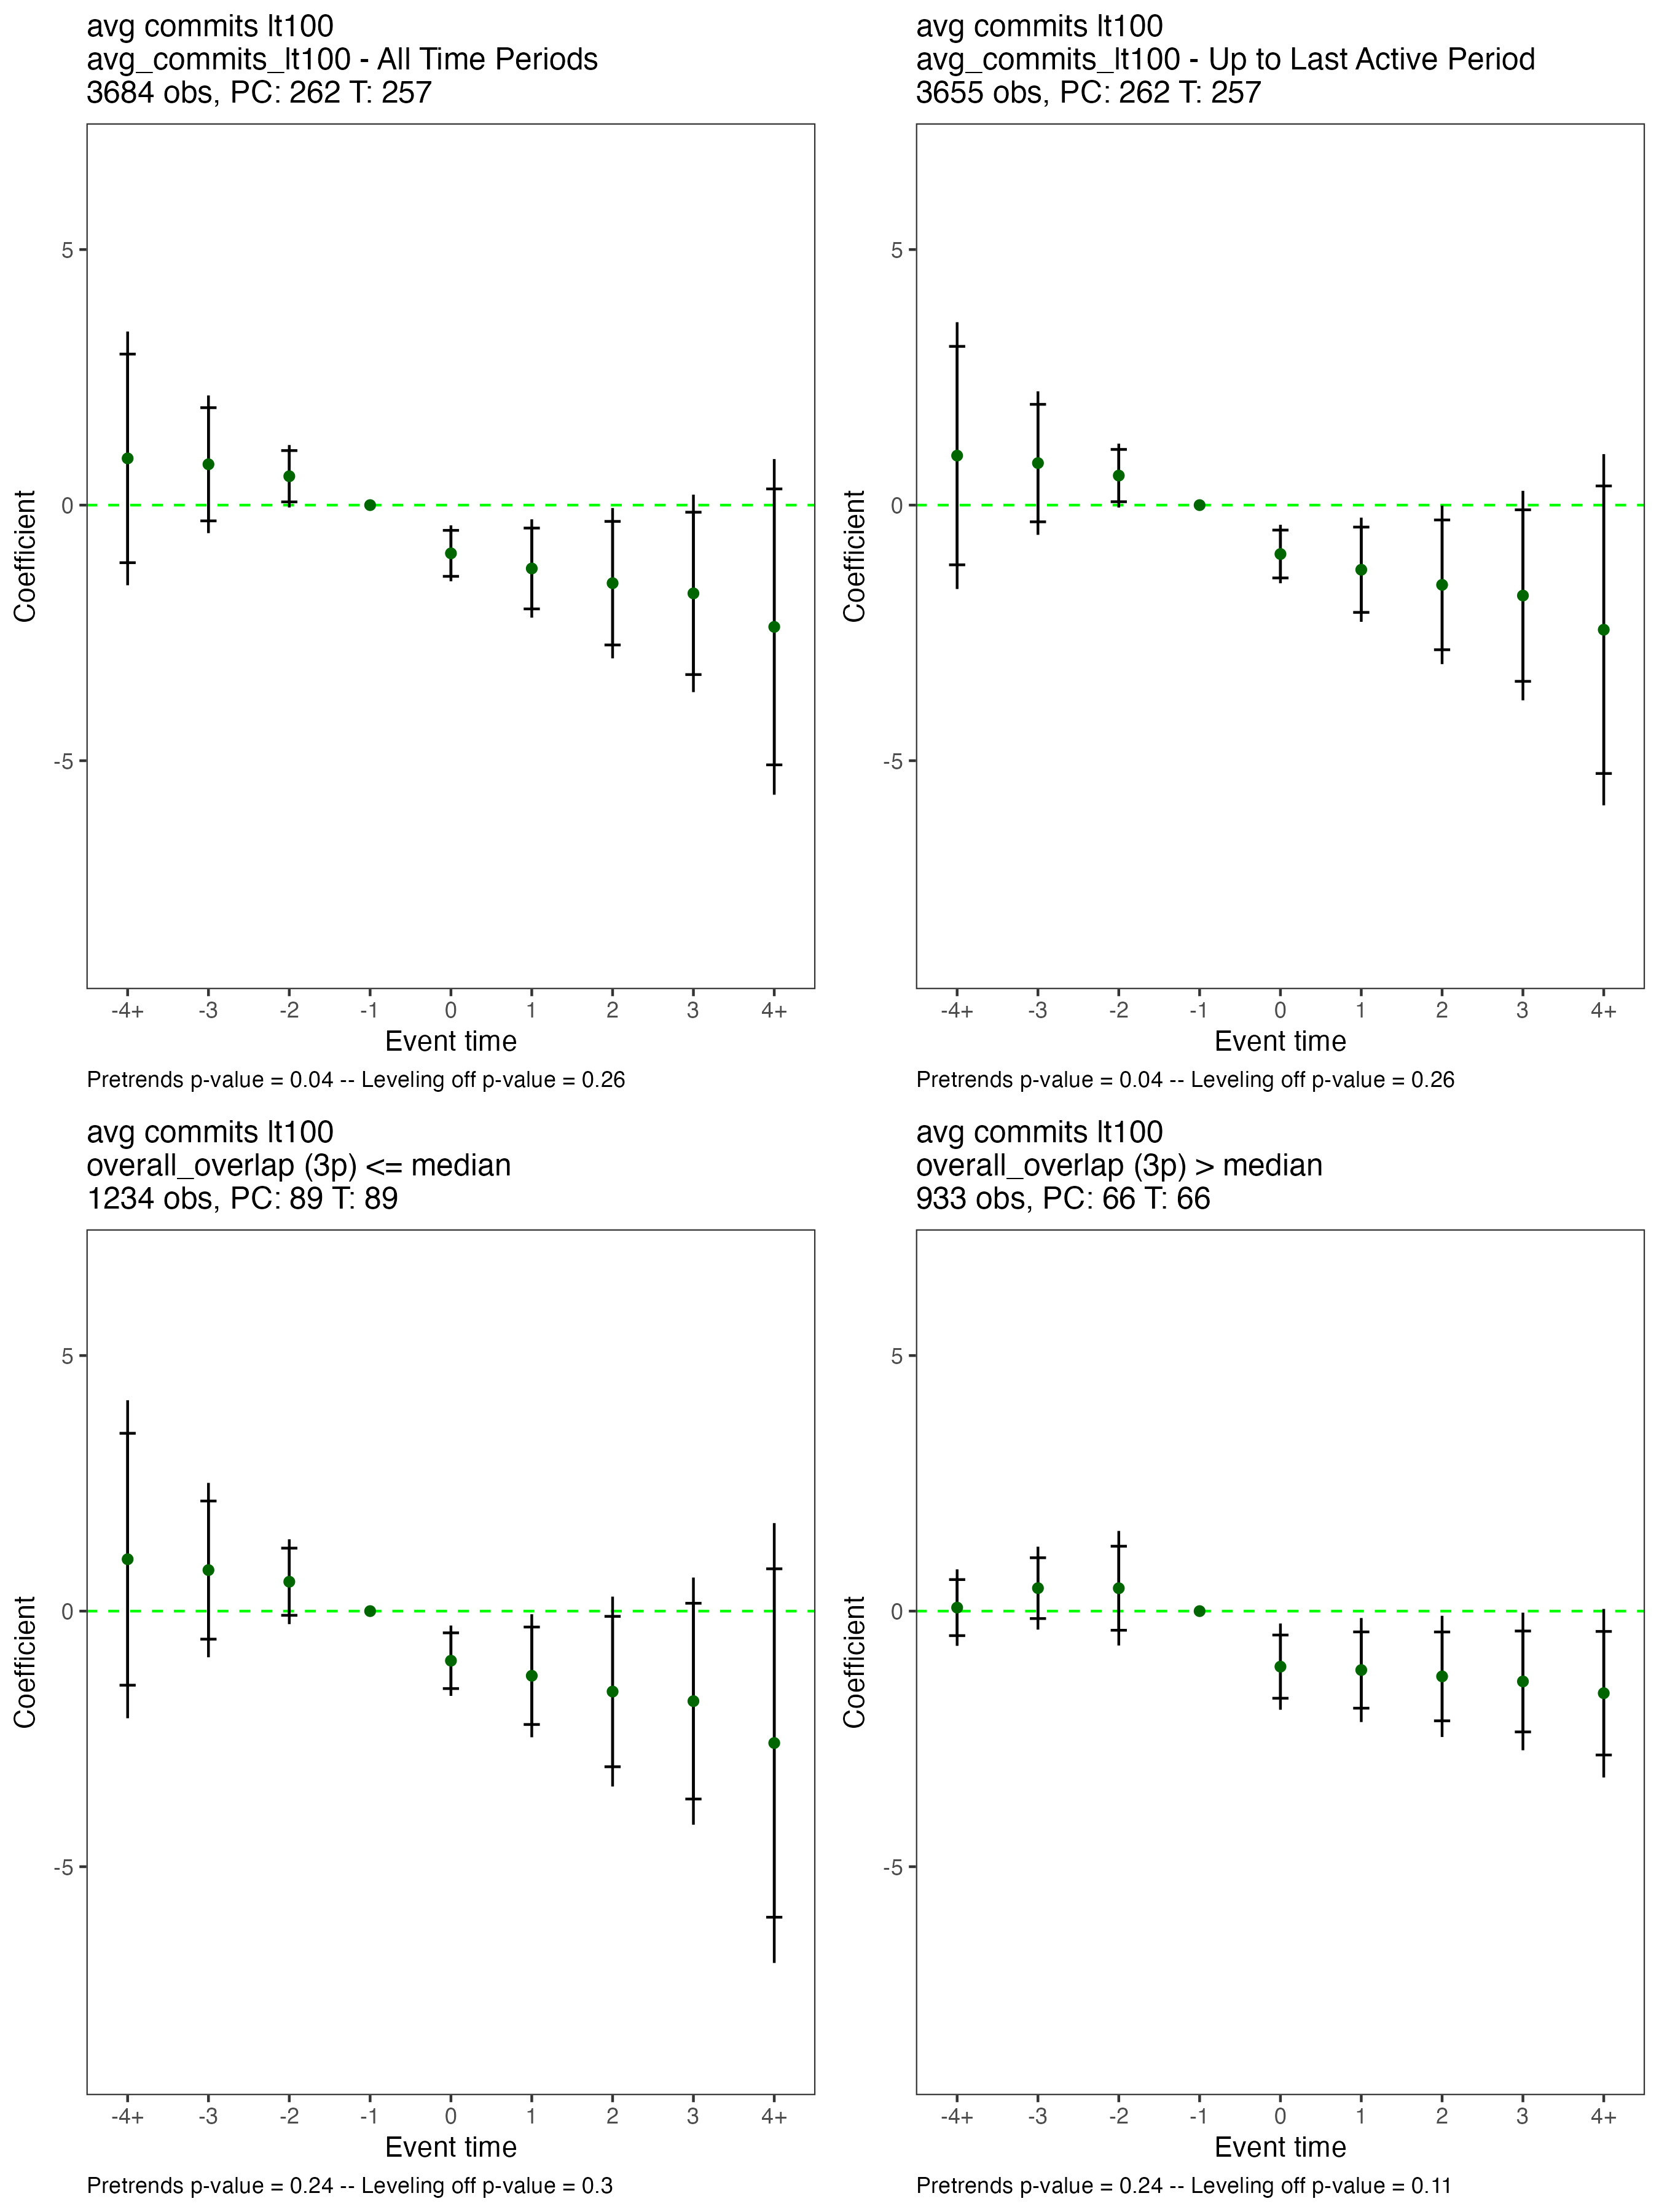 avg commits lt100
avg_commits_lt100 - All Time Periods
3684 obs, PC: 262 T: 257
Coefficient
5
0
-5
-4+ -3 -2 -1 0 1 2 3 4+
Event time
Pretrends p-value = 0.04 -- Leveling off p-value = 0.26
avg commits lt100
avg_commits_lt100 - Up to Last Active Period
3655 obs, PC: 262 T: 257
Coefficient
5
0
-5
-4+ -3 -2 -1 0 1 2 3 4+
Event time
Pretrends p-value = 0.04 -- Leveling off p-value = 0.26
avg commits lt100
overall_overlap (3p) <= median
1234 obs, PC: 89 T: 89
Coefficient
5
0
-5
-4+ -3 -2 -1 0 1 2 3 4+
Event time
Pretrends p-value = 0.24 -- Leveling off p-value = 0.3
avg commits lt100
overall_overlap (3p) > median
933 obs, PC: 66 T: 66
Coefficient
5
0
-5
-4+ -3 -2 -1 0 1 2 3 4+
Event time
Pretrends p-value = 0.24 -- Leveling off p-value = 0.11